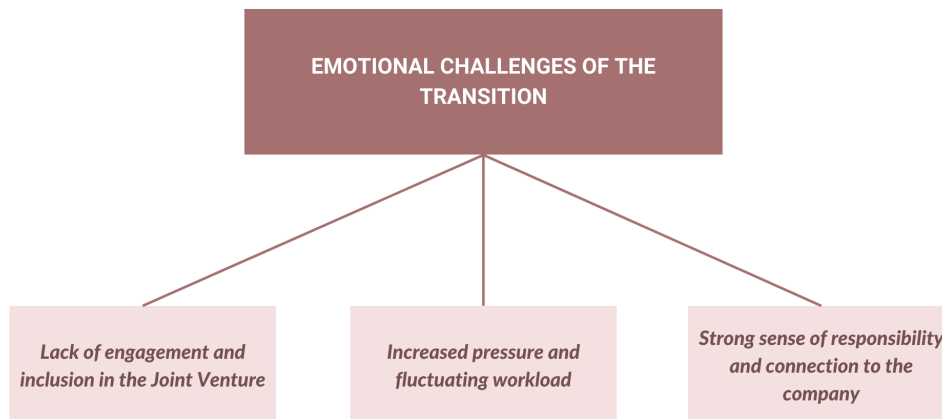 EMOTIONAL CHALLENGES OF THE
TRANSITION
Lack of engagement and
inclusion in the Joint Venture
Increased pressure and
fluctuating workload
Strong sense of responsibility
and connection to the
company